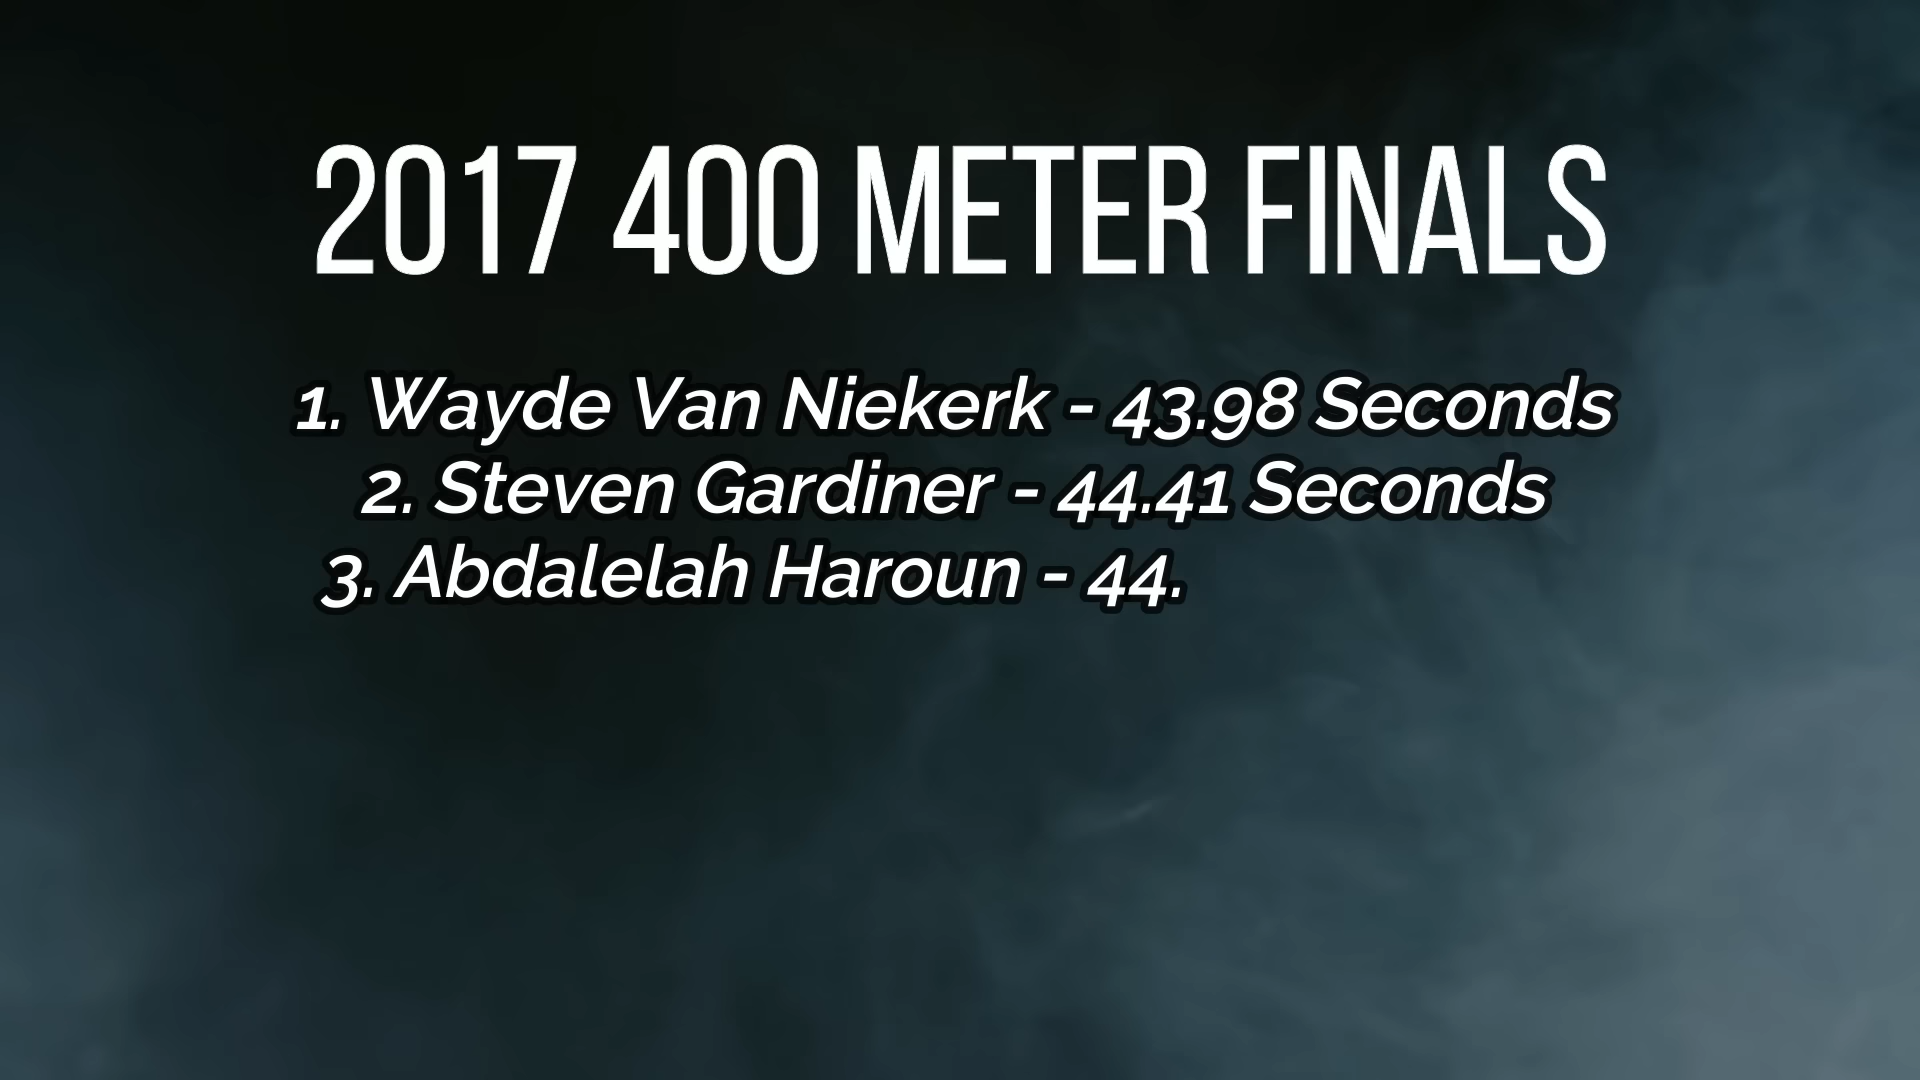 2017 400 METER FINALS
1. Wayde Van Niekerk - 43.98 Seconds
2. Steven Gardiner - 44.41 Seconds
3. Abdalelah Haroun - 44.